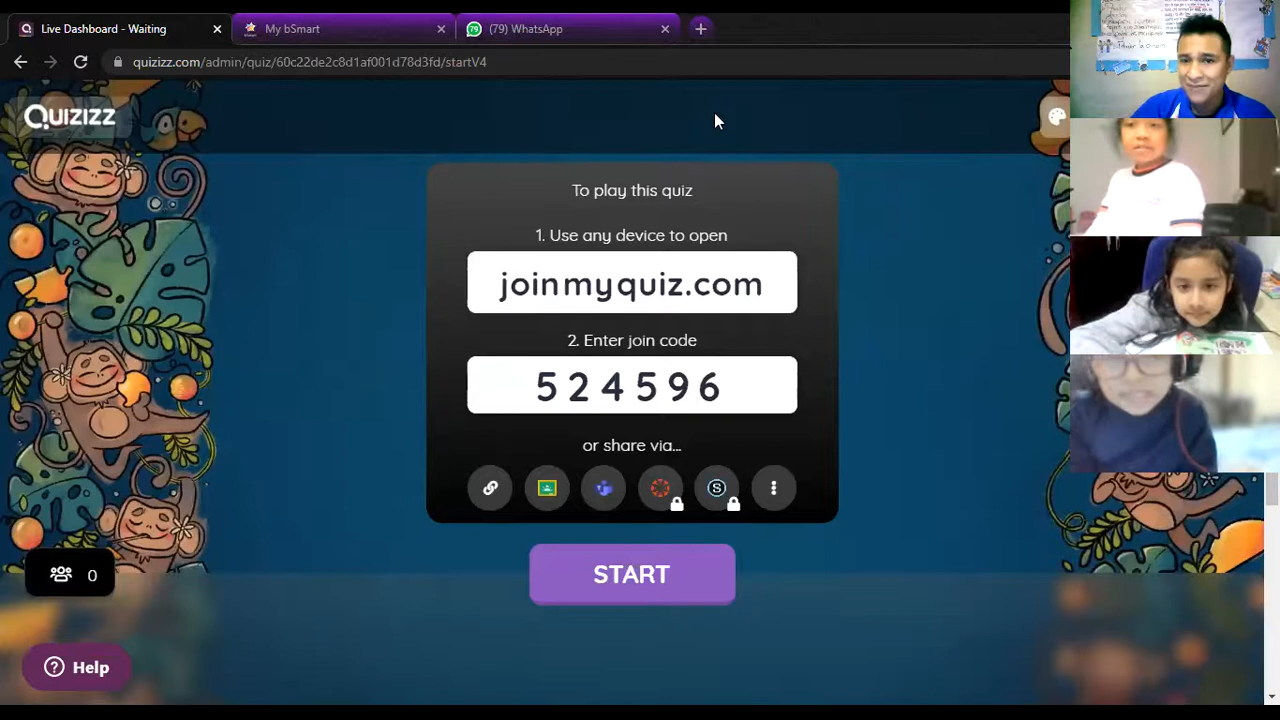 Live Dashboard - Waiting
My bSmart
79
(79) WhatsApp
quizizz.com/admin/quiz/60c22de2c8d1af001d78d3fd/startV4
Quizizz
To play this quiz
1. Use any device to open
joinmyquiz.com
2. Enter join code
524596
or share via...
S
START
0
? Help